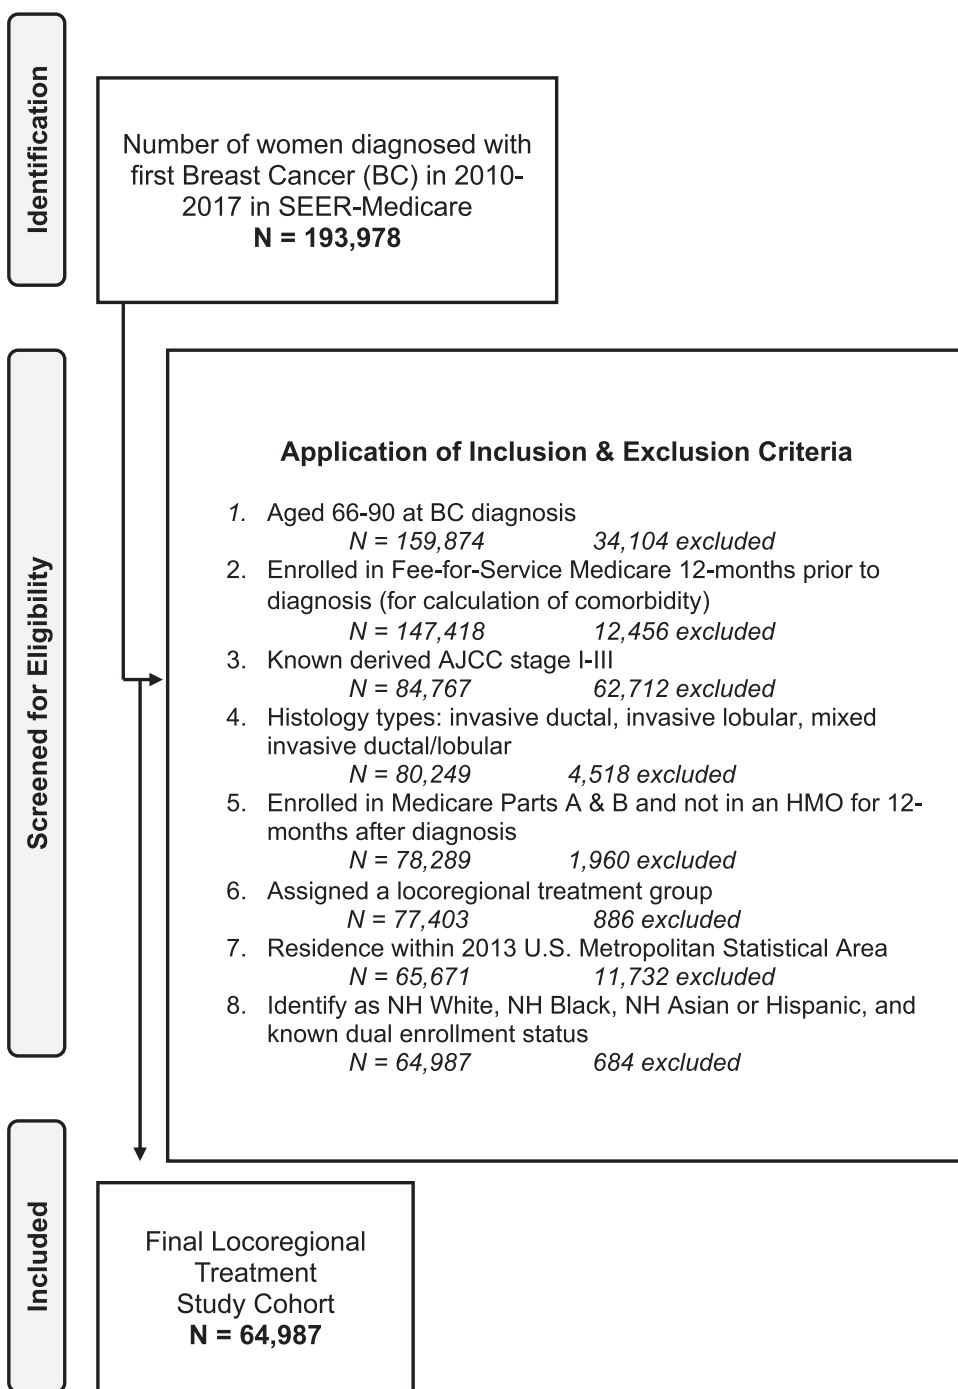 Identification
Number of women diagnosed with
first Breast Cancer (BC) in 2010-
2017 in SEER-Medicare
N = 193,978
Screened for Eligibility
Application of Inclusion & Exclusion Criteria
1. Aged 66-90 at BC diagnosis
N = 159,874 34,104 excluded
2. Enrolled in Fee-for-Service Medicare 12-months prior to
diagnosis (for calculation of comorbidity)
N = 147,418 12,456 excluded
3. Known derived AJCC stage I-III
N = 84,767 62,712 excluded
4. Histology types: invasive ductal, invasive lobular, mixed
invasive ductal/lobular
N = 80,249 4,518 excluded
5. Enrolled in Medicare Parts A & B and not in an HMO for 12-
months after diagnosis
N = 78,289 1,960 excluded
6. Assigned a locoregional treatment group
N = 77,403 886 excluded
7. Residence within 2013 U.S. Metropolitan Statistical Area
N = 65,671 11,732 excluded
8. Identify as NH White, NH Black, NH Asian or Hispanic, and
known dual enrollment status
N = 64,987 684 excluded
Included
Final Locoregional
Treatment
Study Cohort
N = 64,987